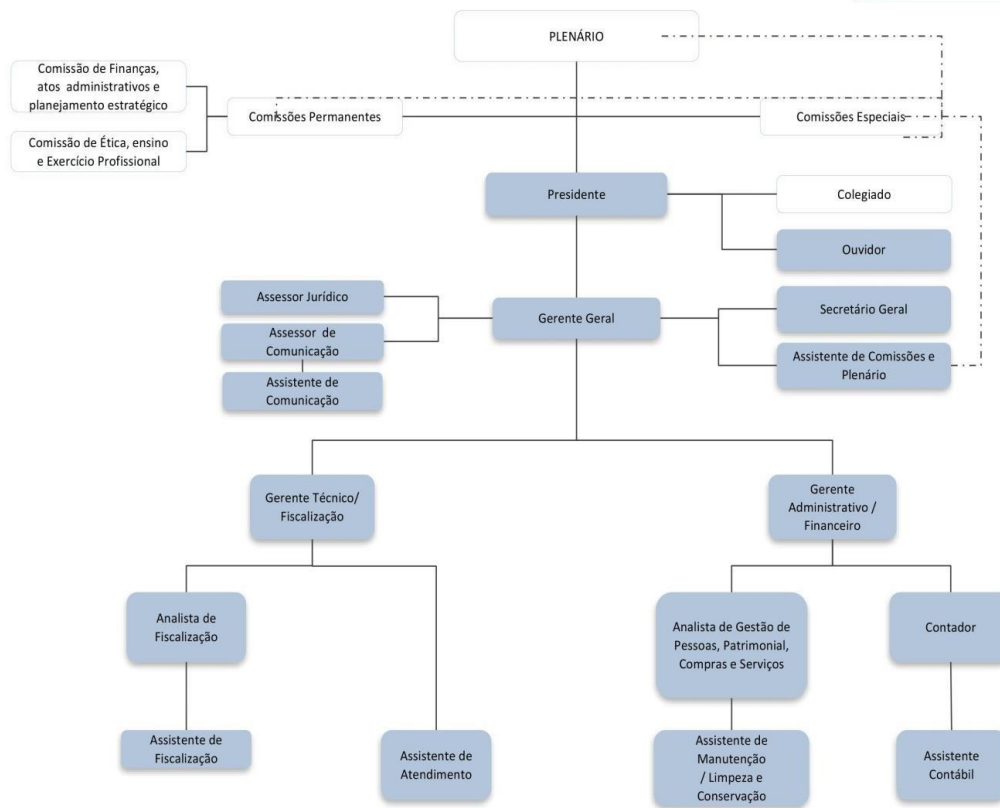 PLENÁRIO
Comissão de Finanças,
atos administrativos e
planejamento estratégico
Comissões Permanentes
Comissões Especiais
Comissão de Ética, ensino
e Exercício Profissional
Presidente
Colegiado
Ouvidor
Assessor Jurídico
Secretário Geral
Gerente Geral
Assessor de
Comunicação
Assistente de Comissões e
Plenário
Assistente de
Comunicação
Gerente Técnico/
Fiscalização
Gerente
Administrativo /
Financeiro
Analista de
Fiscalização
Analista de Gestão de
Pessoas, Patrimonial,
Compras e Serviços
Contador
Assistente de
Fiscalização
Assistente de
Atendimento
Assistente de
Manutenção
/ Limpeza e
Conservação
Assistente
Contábil